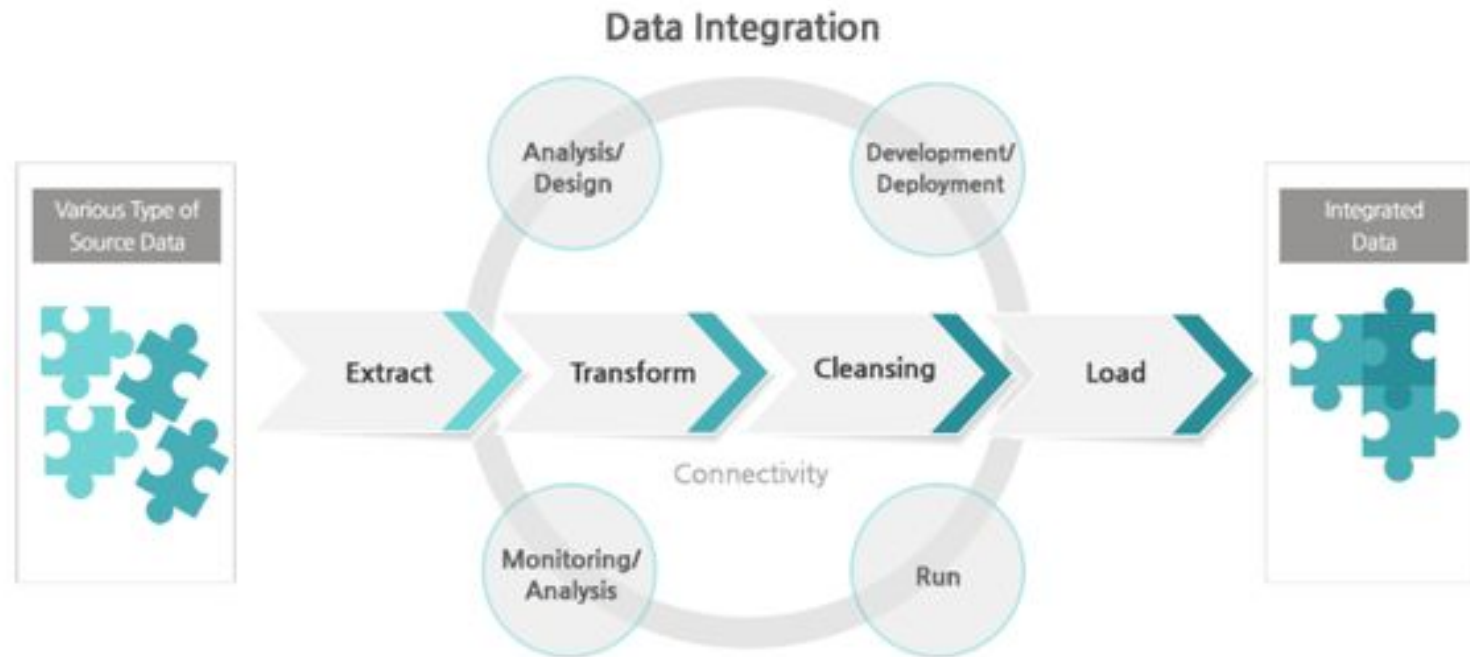 Data Integration
Analysis/
Design
Development/
Deployment
Various Type of
Source Data
Integrated
Data
Extract
Transform
Cleansing
Load
Connectivity
Monitoring/
Analysis
Run